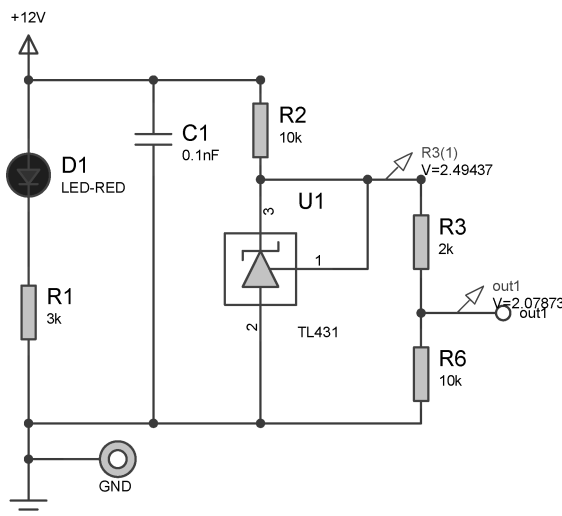 +12V
R2
10k
C1
0.1nF
D1
LED-RED
R3(1)
V=2.49437
U1
3
R3
2k
1
out1
V=2.07873
out1
R1
3k
2
TL431
R6
10k
GND